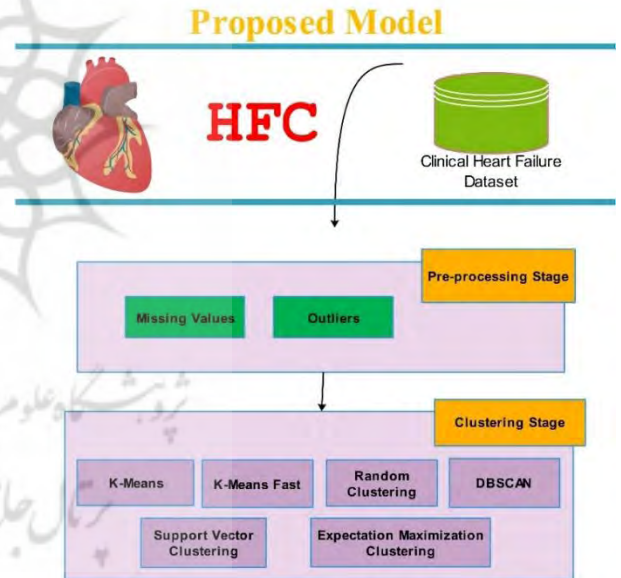 Proposed Model
HFC
Clinical Heart Failure
Dataset
Pre-processing Stage
Missing Values
Outliers
Clustering Stage
K-Means
K-Means Fast
Random
Clustering
DBSCAN
Support Vector
Clustering
Expectation Maximization
Clustering